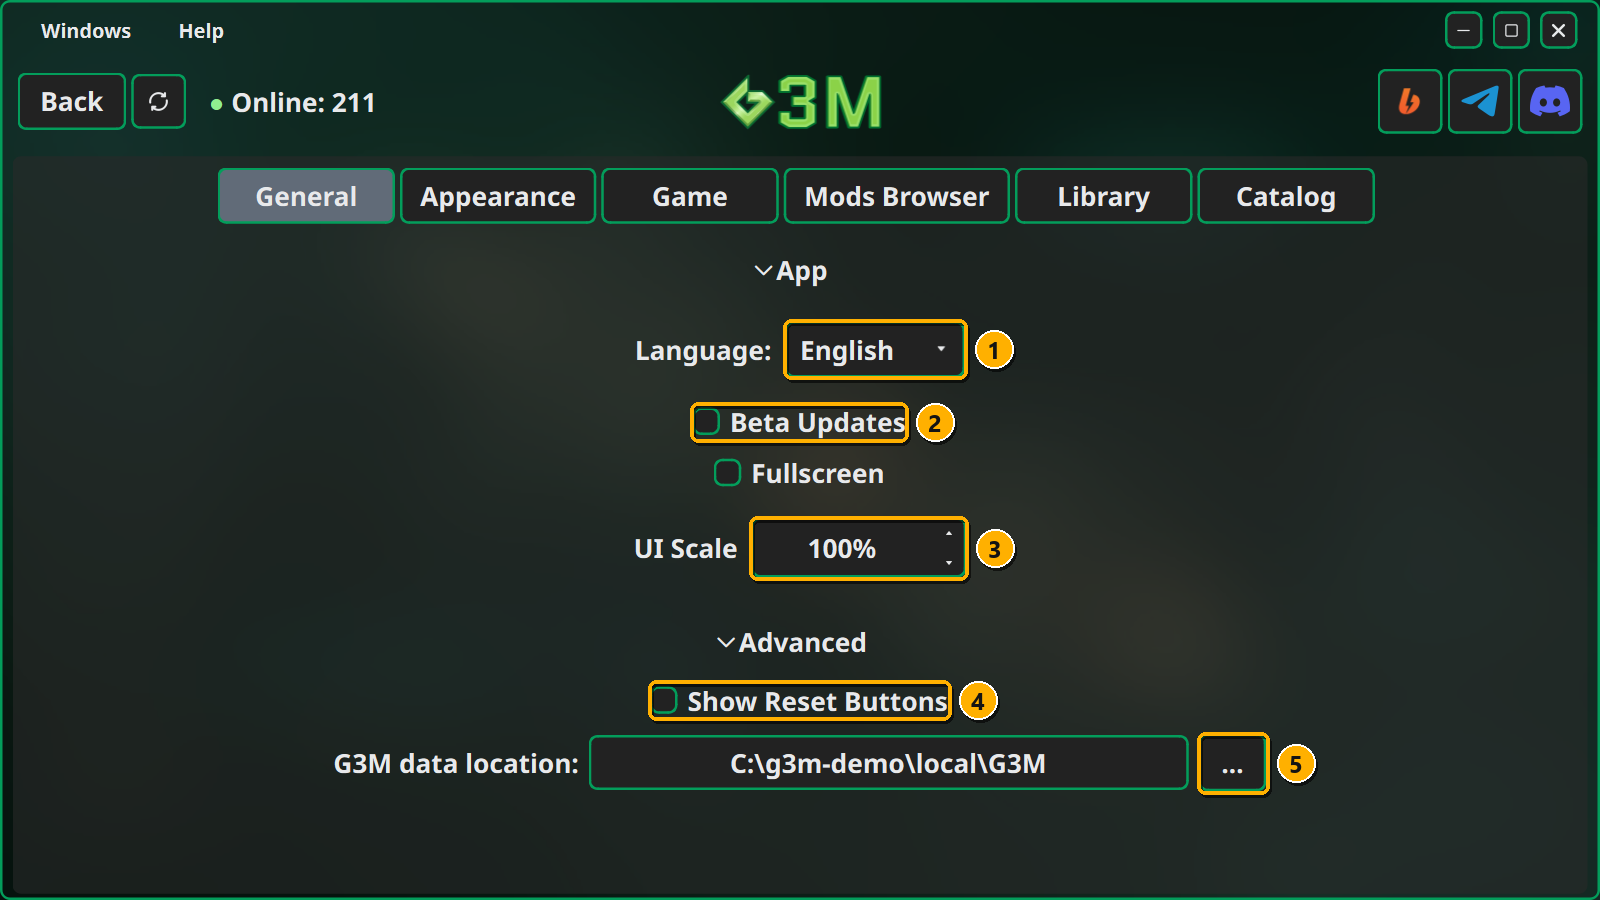 Windows Help
Back Online: 211 G3M
General Appearance Game Mods Browser Library Catalog
App
Language: English 1
Beta Updates 2
Fullscreen
UI Scale 100% 3
Advanced
Show Reset Buttons 4
G3M data location: C:\g3m-demo\local\G3M ... 5